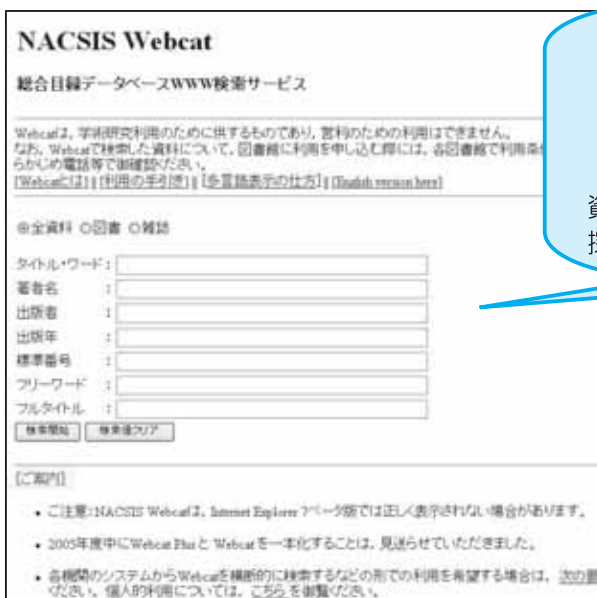 NACSIS Webcat
総合目録データベースWWW検索サービス
Webcatは、学術研究利用のために供するものであり、営利のための利用はできません。
なお、Webcatで検索した資料について、図書館に利用を申し込む際には、各図書館で利用条
らかじめ電話等で御確認ください。
[Webcatとは] | [利用の手引き] | [多言語表示の仕方] | [English version here]
資
探
全資料 図書 雑誌
タイトル・ワード :
著者名 :
出版者 :
出版年 :
標準番号 :
フリーワード :
フルタイトル :
検索開始 検索値クリア
[ご案内]
• ご注意:NACSIS Webcatは、Internet Explorer 7ベータ版では正しく表示されない場合があります。
• 2005年度中にWebcat Plusと Webcatを一本化することは、見送らせていただきました。
• 各機関のシステムからWebcatを横断的に検索するなどの形での利用を希望する場合は、次の
ください。個人的利用については、こちら を御覧ください。